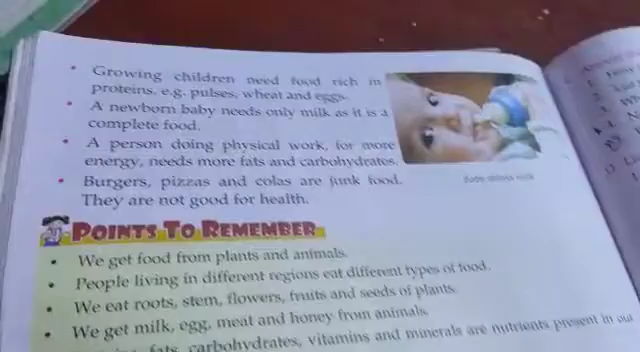 • Growing children need food rich in
proteins, e.g. pulses, wheat and eggs.
• A newborn baby needs only milk as it is a
complete food.
• A person doing physical work, for more
energy, needs more fats and carbohydrates.
• Burgers, pizzas and colas are junk food.
They are not good for health.
POINTS TO REMEMBER
• We get food from plants and animals.
• People living in different regions eat different types of food.
• We eat roots, stem, flowers, fruits and seeds of plants.
• We get milk, egg, meat and honey from animals.
fats, carbohydrates, vitamins and minerals are nutrients present in our